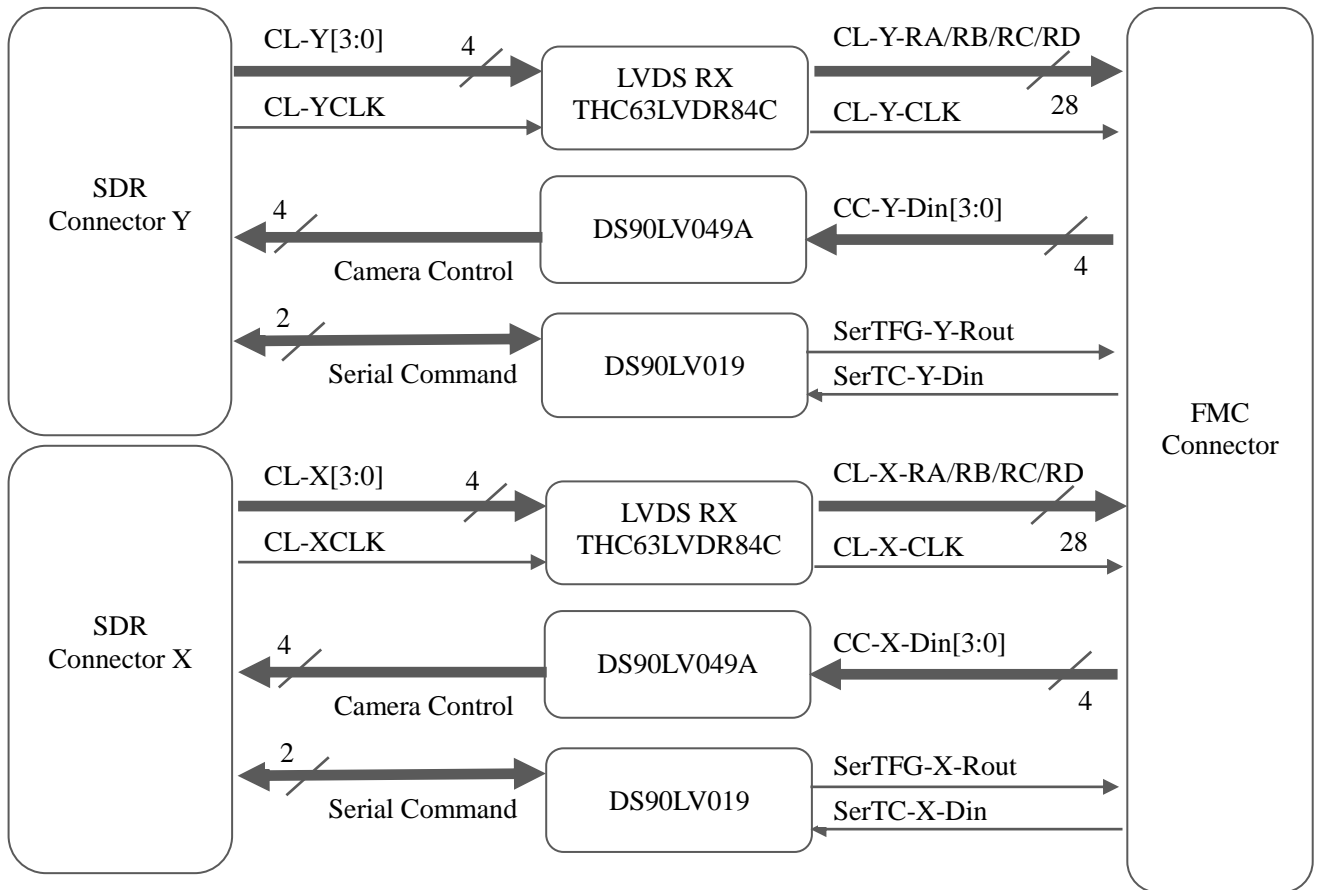 SDR
Connector Y
CL-Y[3:0]
4
CL-YCLK
LVDS RX
THC63LVDR84C
CL-Y-RA/RB/RC/RD
28
CL-Y-CLK
4
Camera Control
DS90LV049A
CC-Y-Din[3:0]
4
2
Serial Command
DS90LV019
SerTFG-Y-Rout
SerTC-Y-Din
FMC
Connector
SDR
Connector X
CL-X[3:0]
4
CL-XCLK
LVDS RX
THC63LVDR84C
CL-X-RA/RB/RC/RD
28
CL-X-CLK
4
Camera Control
DS90LV049A
CC-X-Din[3:0]
4
2
Serial Command
DS90LV019
SerTFG-X-Rout
SerTC-X-Din